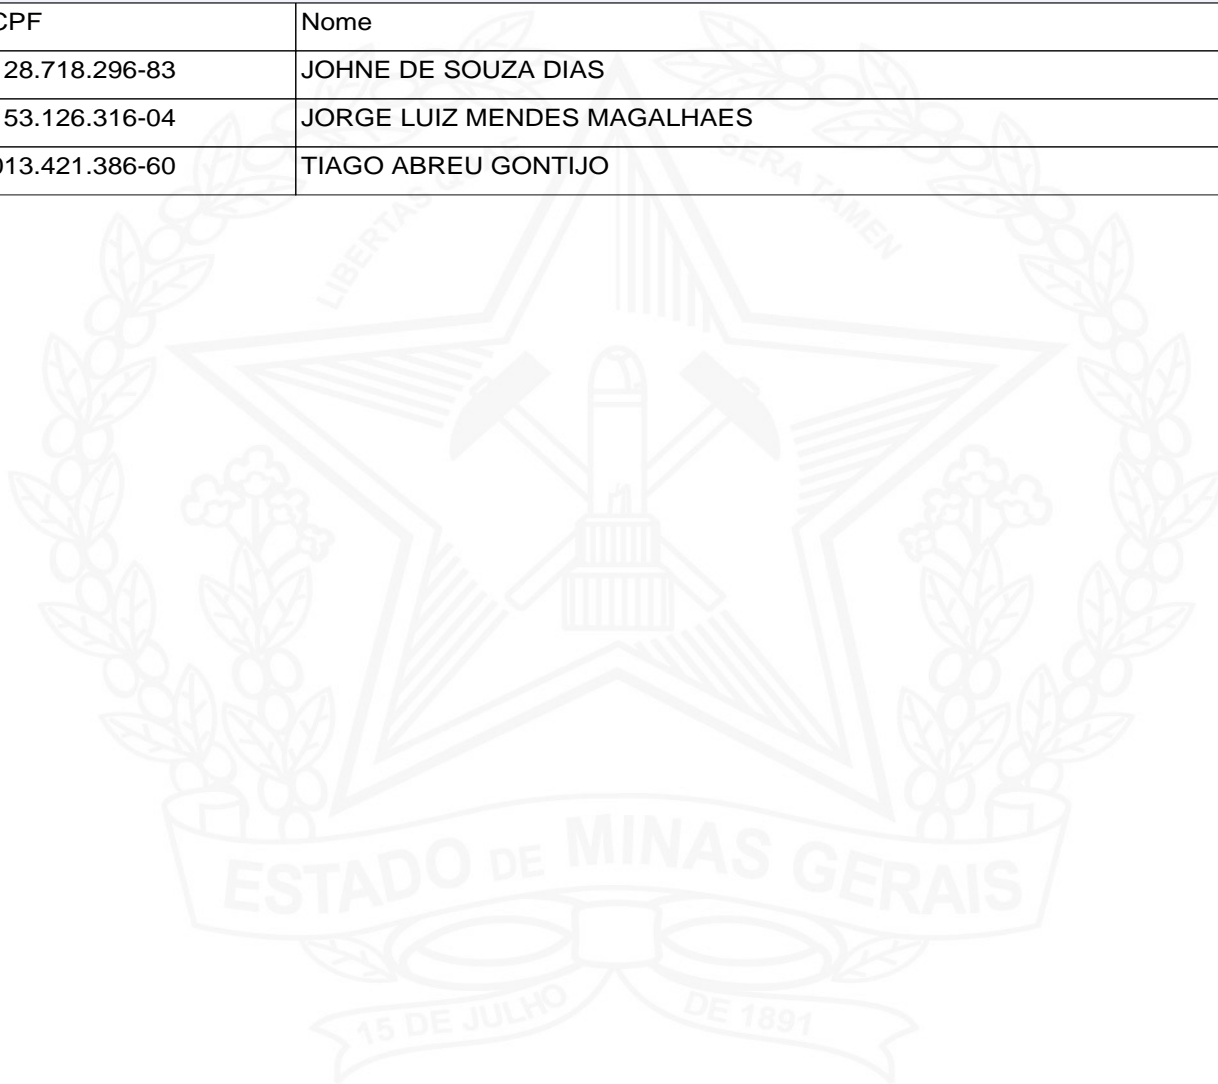 CPF Nome
28.718.296-83 JOHNE DE SOUZA DIAS
53.126.316-04 JORGE LUIZ MENDES MAGALHAES
013.421.386-60 TIAGO ABREU GONTIJO
LIBERTAS QUE SERA TAMEN
ESTADO DE MINAS GERAIS
15 DE JULHO DE 1891